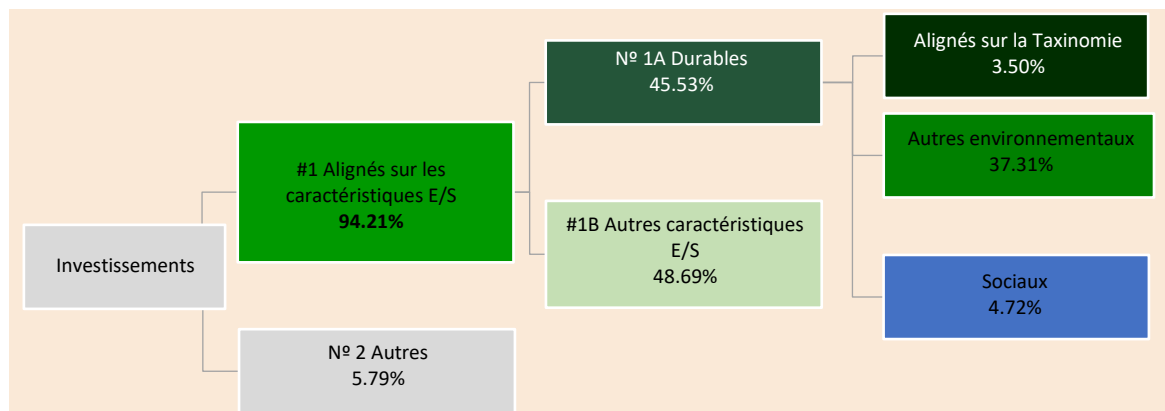 Investissements
#1 Alignés sur les
caractéristiques E/S
94.21%
Nº 2 Autres
5.79%
Nº 1A Durables
45.53%
#1B Autres caractéristiques
E/S
48.69%
Alignés sur la Taxinomie
3.50%
Autres environnementaux
37.31%
Sociaux
4.72%